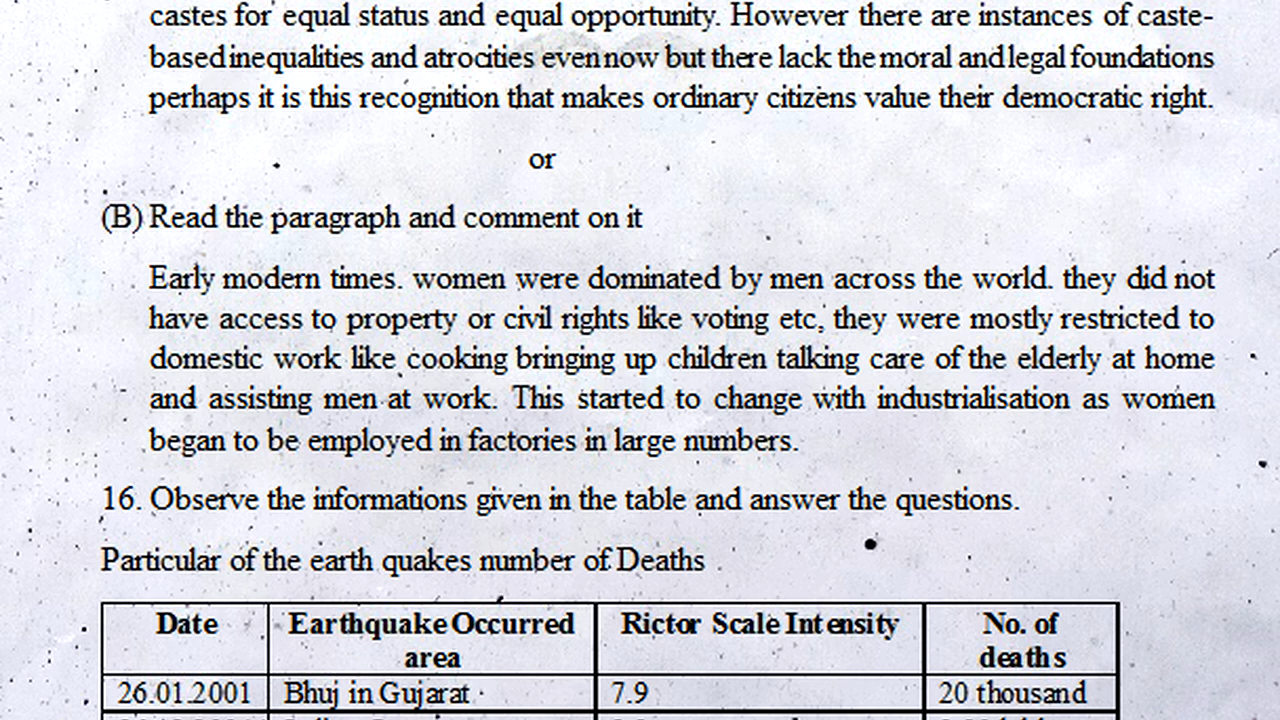 castes for equal status and equal opportunity. However there are instances of caste-
based inequalities and atrocities even now but there lack the moral and legal foundations
perhaps it is this recognition that makes ordinary citizens value their democratic right.
or
(B) Read the paragraph and comment on it
Early modern times. women were dominated by men across the world. they did not
have access to property or civil rights like voting etc, they were mostly restricted to
domestic work like cooking bringing up children talking care of the elderly at home
and assisting men at work. This started to change with industrialisation as women
began to be employed in factories in large numbers.
16. Observe the informations given in the table and answer the questions.
Particular of the earth quakes number of Deaths
Date Earthquake Occurred area Rictor Scale Intensity No. of deaths
26.01.2001 Bhuj in Gujarat 7.9 20 thousand